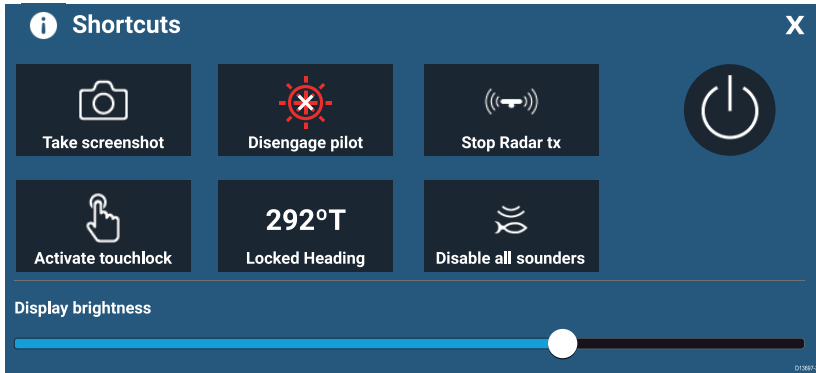 Shortcuts
X
Take screenshot
Disengage pilot
Stop Radar tx
Activate touchlock
292°T
Locked Heading
Disable all sounders
Display brightness